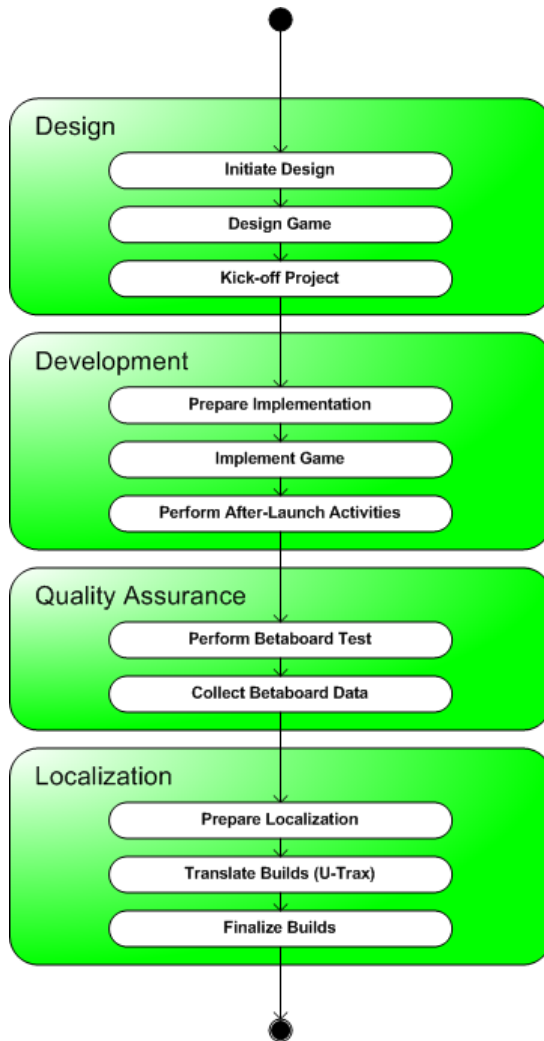 Design
Initiate Design
Design Game
Kick-off Project
Development
Prepare Implementation
Implement Game
Perform After-Launch Activities
Quality Assurance
Perform Betaboard Test
Collect Betaboard Data
Localization
Prepare Localization
Translate Builds (U-Trax)
Finalize Builds